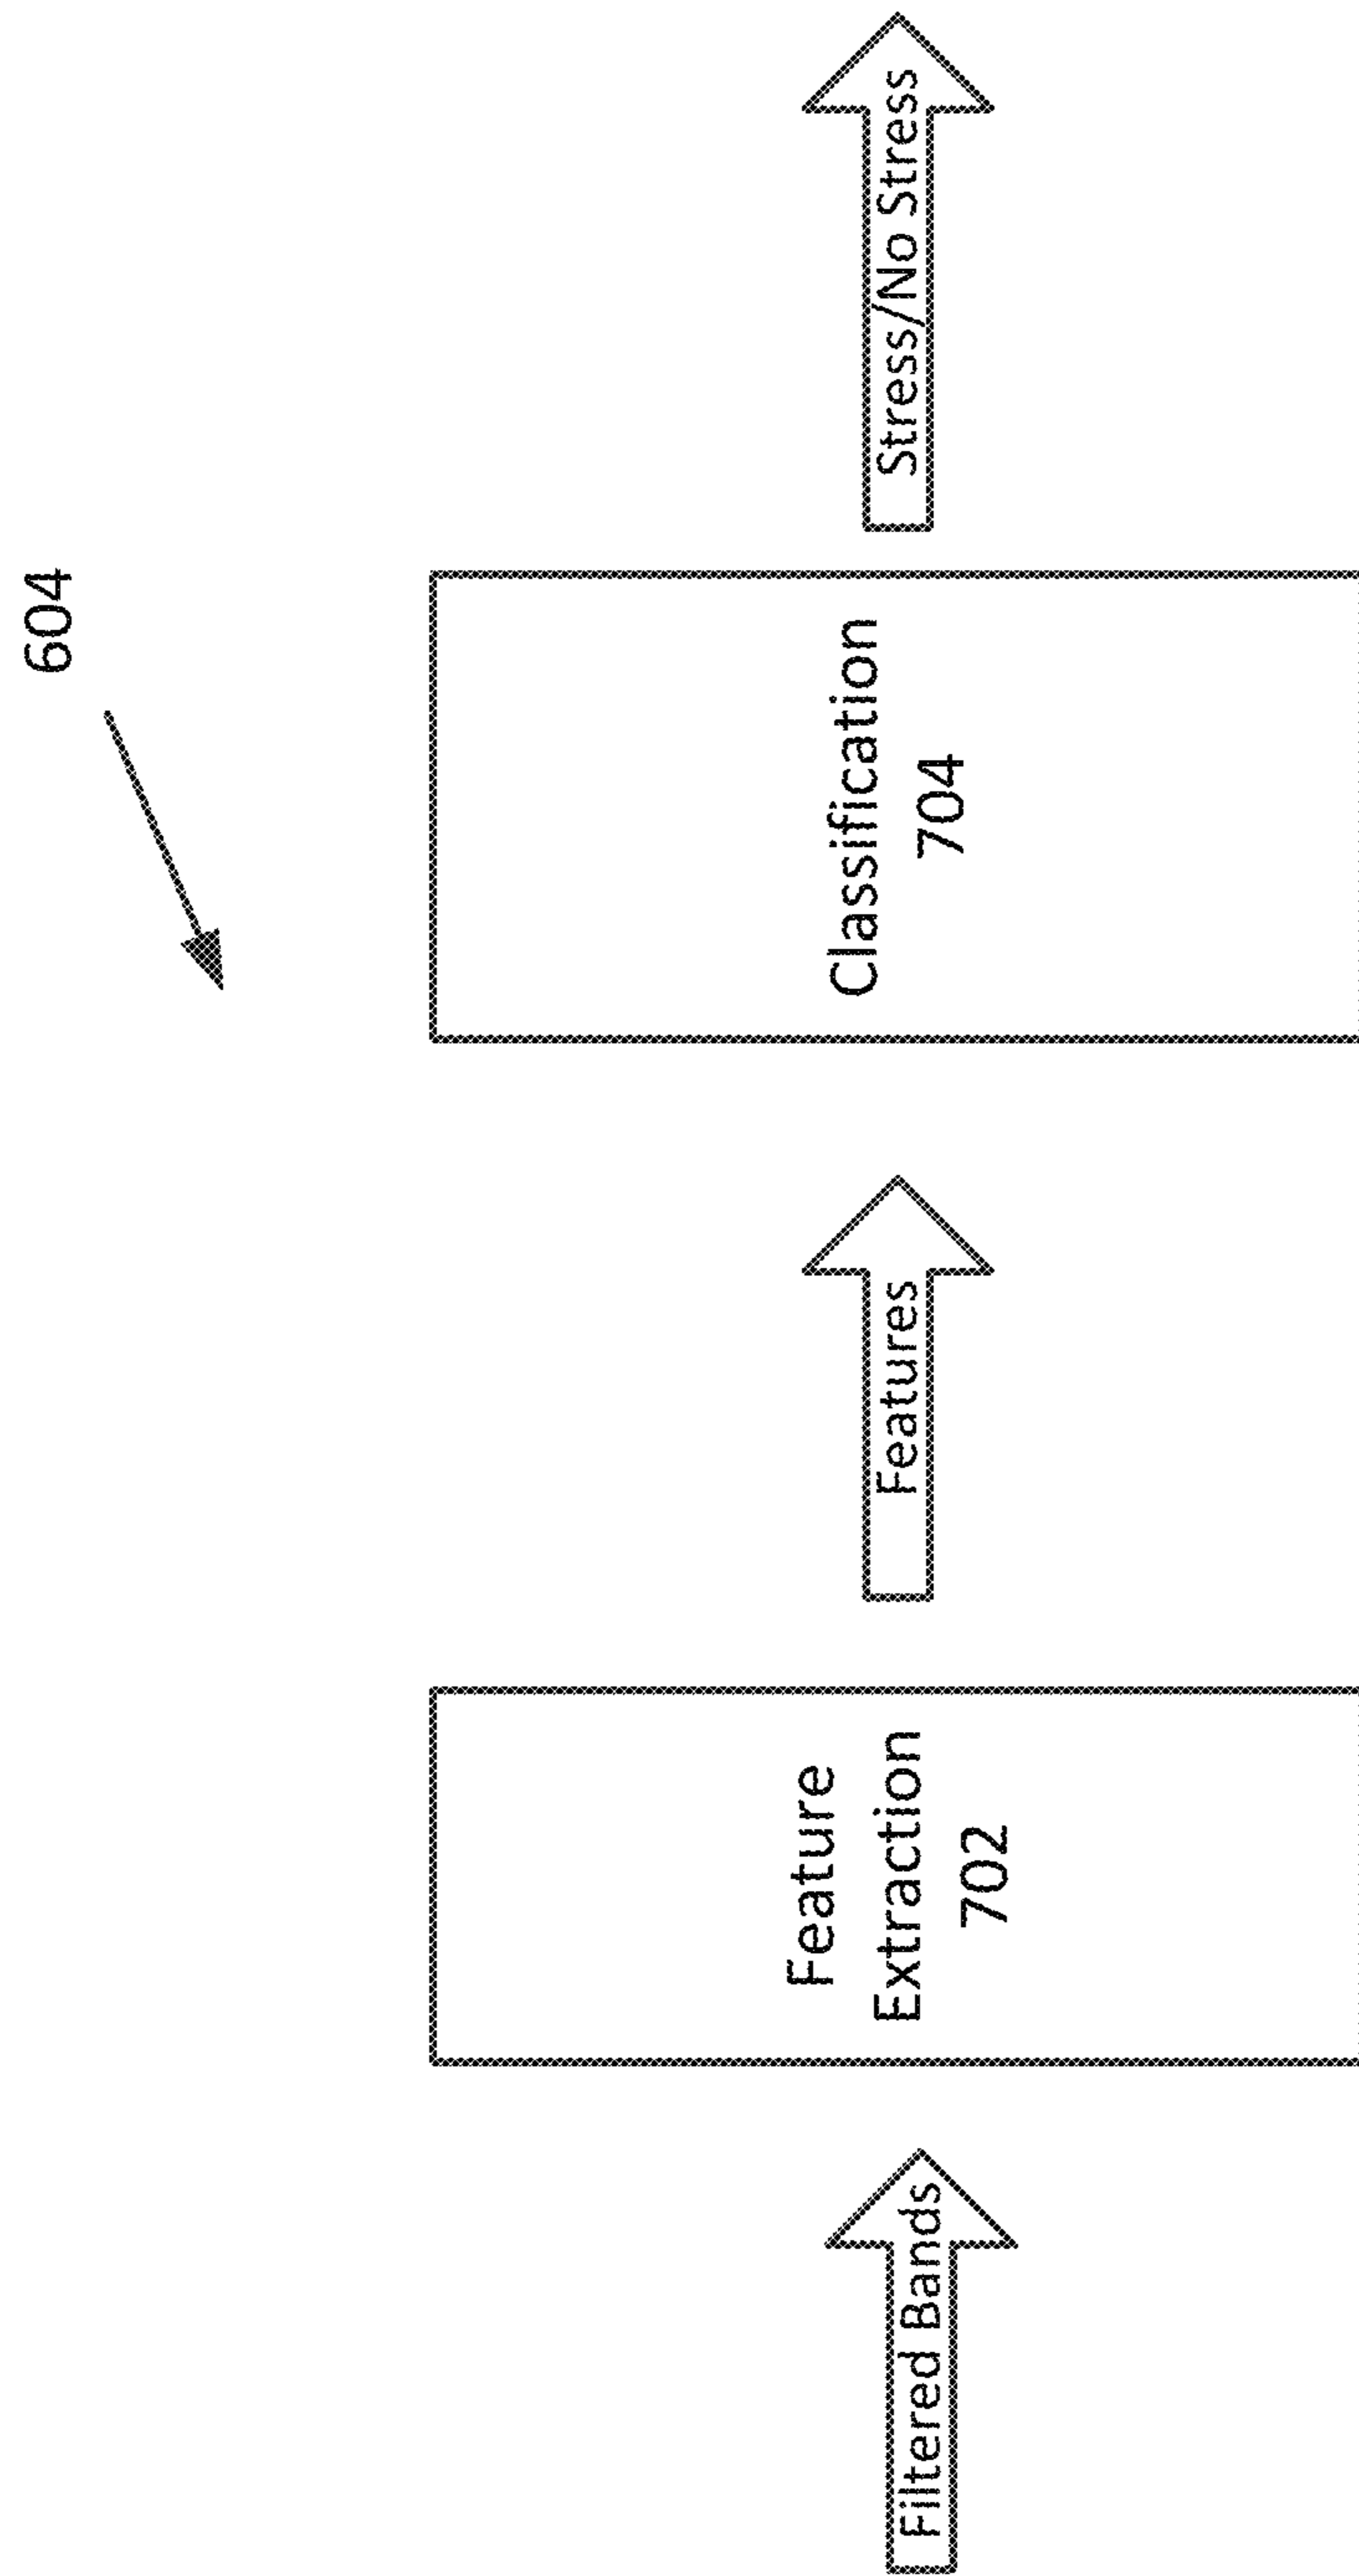 604
Filtered Bands
Feature
Extraction
702
Features
Classification
704
Stress/No Stress